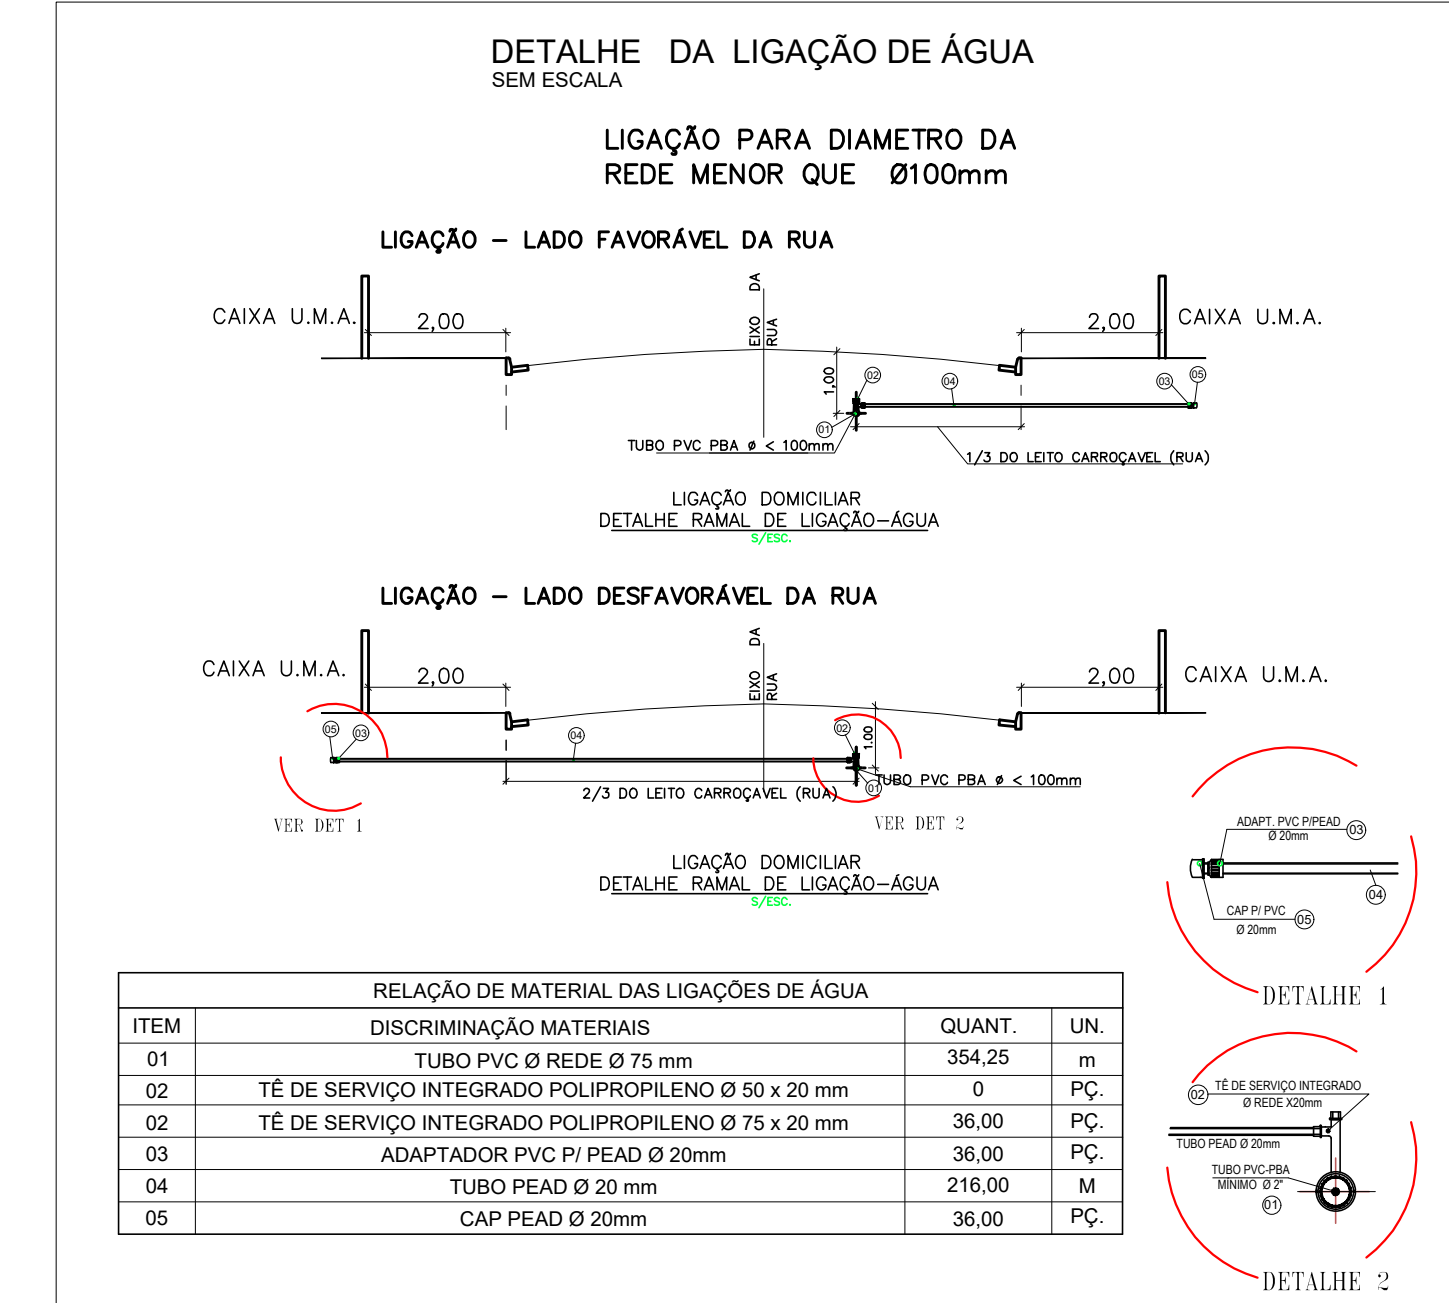 DETALHE DA LIGAÇÃO DE ÁGUA
SEM ESCALA
LIGAÇÃO PARA DIAMETRO DA
REDE MENOR QUE Ø100mm
LIGAÇÃO – LADO FAVORÁVEL DA RUA
CAIXA U.M.A.
2,00
EIXO DA
RUA
2,00
CAIXA U.M.A.
1,00
02
04
03
05
01
TUBO PVC PBA ø < 100mm
1/3 DO LEITO CARROÇAVEL (RUA)
LIGAÇÃO DOMICILIAR
DETALHE RAMAL DE LIGAÇÃO–ÁGUA
S/ESC.
LIGAÇÃO – LADO DESFAVORÁVEL DA RUA
CAIXA U.M.A.
2,00
EIXO DA
RUA
2,00
CAIXA U.M.A.
05
03
04
02
1.00
01
TUBO PVC PBA ø < 100mm
2/3 DO LEITO CARROÇAVEL (RUA)
VER DET 1
VER DET 2
LIGAÇÃO DOMICILIAR
DETALHE RAMAL DE LIGAÇÃO–ÁGUA
S/ESC.
ADAPT. PVC P/PEAD
Ø 20mm
03
04
CAP P/ PVC
Ø 20mm
05
DETALHE 1
RELAÇÃO DE MATERIAL DAS LIGAÇÕES DE ÁGUA
ITEM DISCRIMINAÇÃO MATERIAIS QUANT. UN.
01 TUBO PVC Ø REDE Ø 75 mm 354,25 m
02 TÊ DE SERVIÇO INTEGRADO POLIPROPILENO Ø 50 x 20 mm 0 PÇ.
02 TÊ DE SERVIÇO INTEGRADO POLIPROPILENO Ø 75 x 20 mm 36,00 PÇ.
03 ADAPTADOR PVC P/ PEAD Ø 20mm 36,00 PÇ.
04 TUBO PEAD Ø 20 mm 216,00 M
05 CAP PEAD Ø 20mm 36,00 PÇ.
02
TÊ DE SERVIÇO INTEGRADO
Ø REDE X20mm
TUBO PEAD Ø 20mm
TUBO PVC-PBA
MÍNIMO Ø 2"
01
DETALHE 2